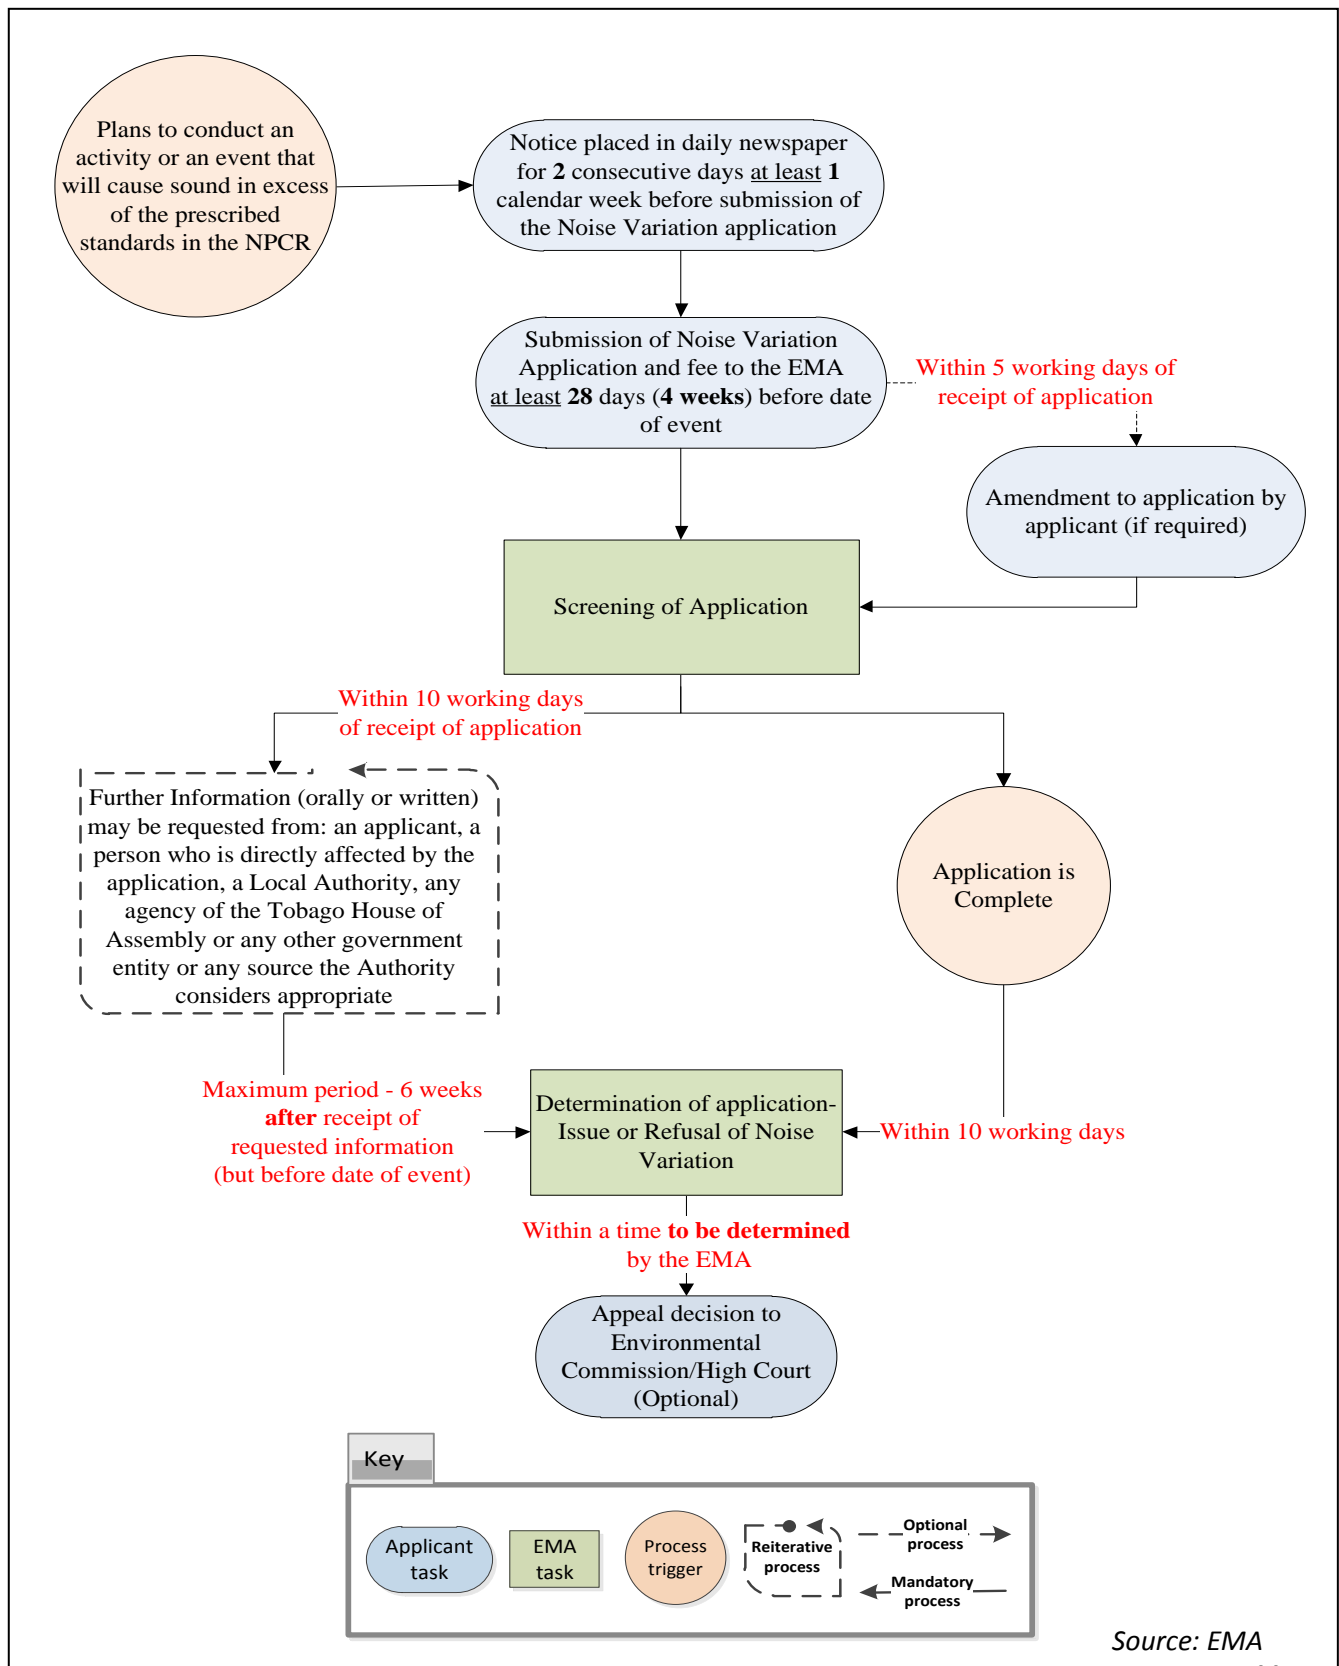 Plans to conduct an
activity or an event that
will cause sound in excess
of the prescribed
standards in the NPCR
Notice placed in daily newspaper
for 2 consecutive days at least 1
calendar week before submission of
the Noise Variation application
Submission of Noise Variation
Application and fee to the EMA
at least 28 days (4 weeks) before date
of event
Within 5 working days of
receipt of application
Amendment to application by
applicant (if required)
Screening of Application
Within 10 working days
of receipt of application
Further Information (orally or written)
may be requested from: an applicant, a
person who is directly affected by the
application, a Local Authority, any
agency of the Tobago House of
Assembly or any other government
entity or any source the Authority
considers appropriate
Application is
Complete
Maximum period - 6 weeks
after receipt of
requested information
(but before date of event)
Determination of application-
Issue or Refusal of Noise
Variation
Within 10 working days
Within a time to be determined
by the EMA
Appeal decision to
Environmental
Commission/High Court
(Optional)
Key
Applicant
task
EMA
task
Process
trigger
Reiterative
process
Optional
process
Mandatory
process
Source: EMA